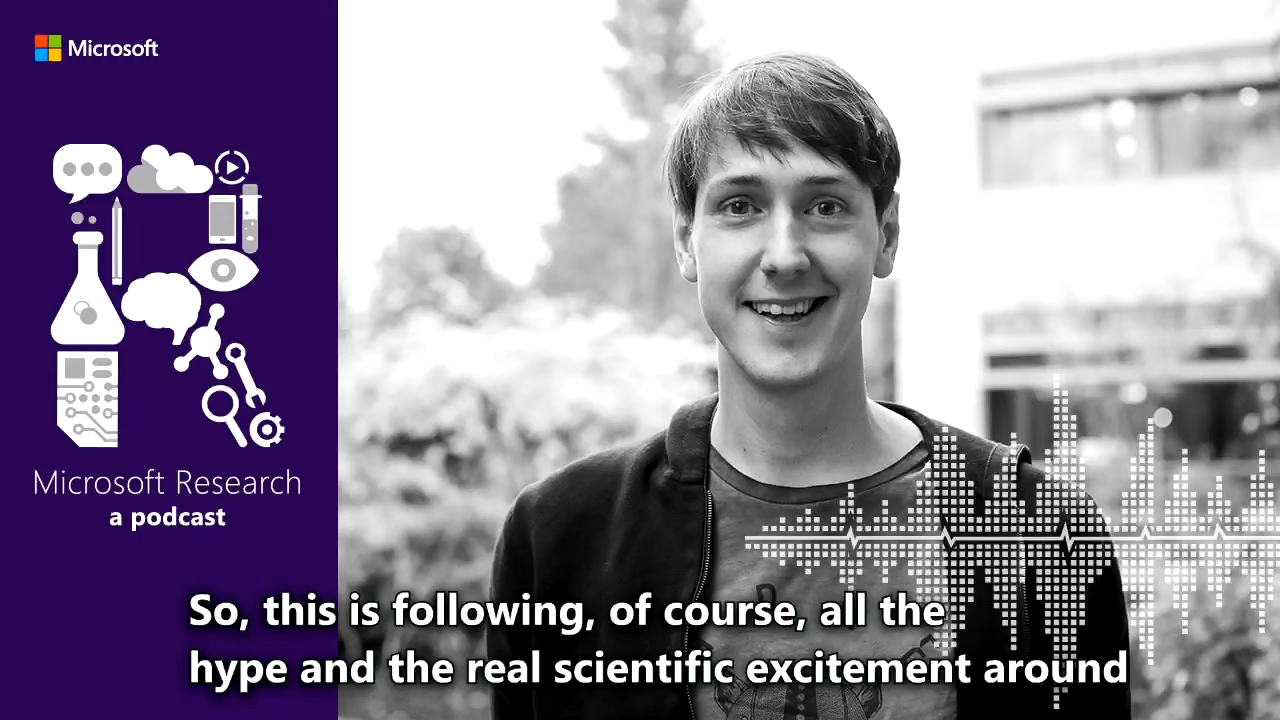 Microsoft
Microsoft Research
a podcast
So, this is following, of course, all the
hype and the real scientific excitement around